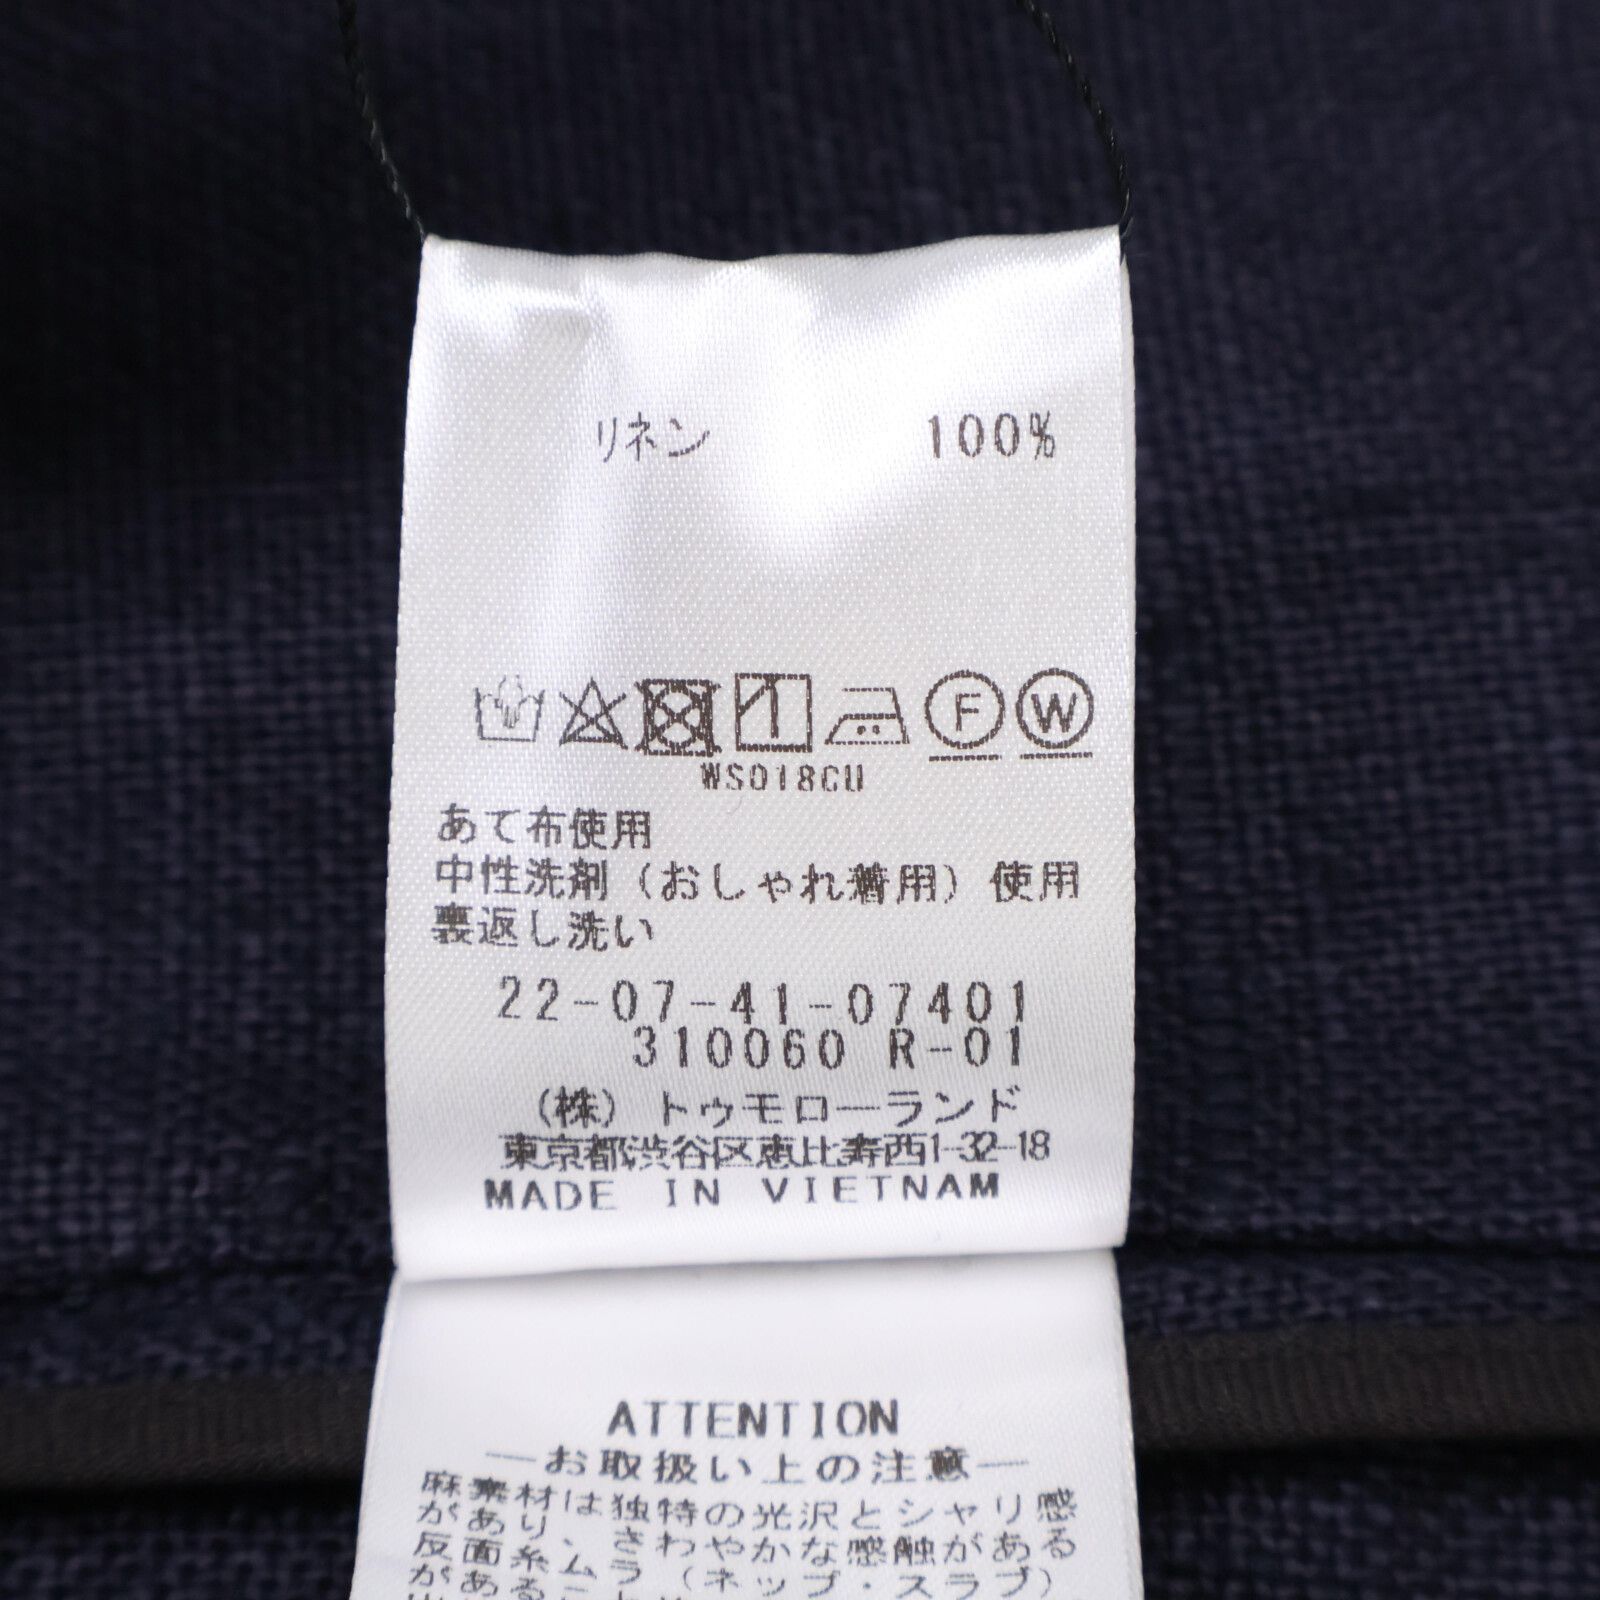 リネン 100%
F W
WS018CU
あて布使用
中性洗剤(おしゃれ着用)使用
裏返し洗い
22-07-41-07401
310060 R-01
(株)トゥモローランド
東京都渋谷区恵比寿西1-32-18
MADE IN VIETNAM
ATTENTION
―お取扱い上の注意―
麻素材は独特の光沢とシャリ感
があり、さわやかな感触がある
反面糸ムラ(ネップ・スラブ)
がある